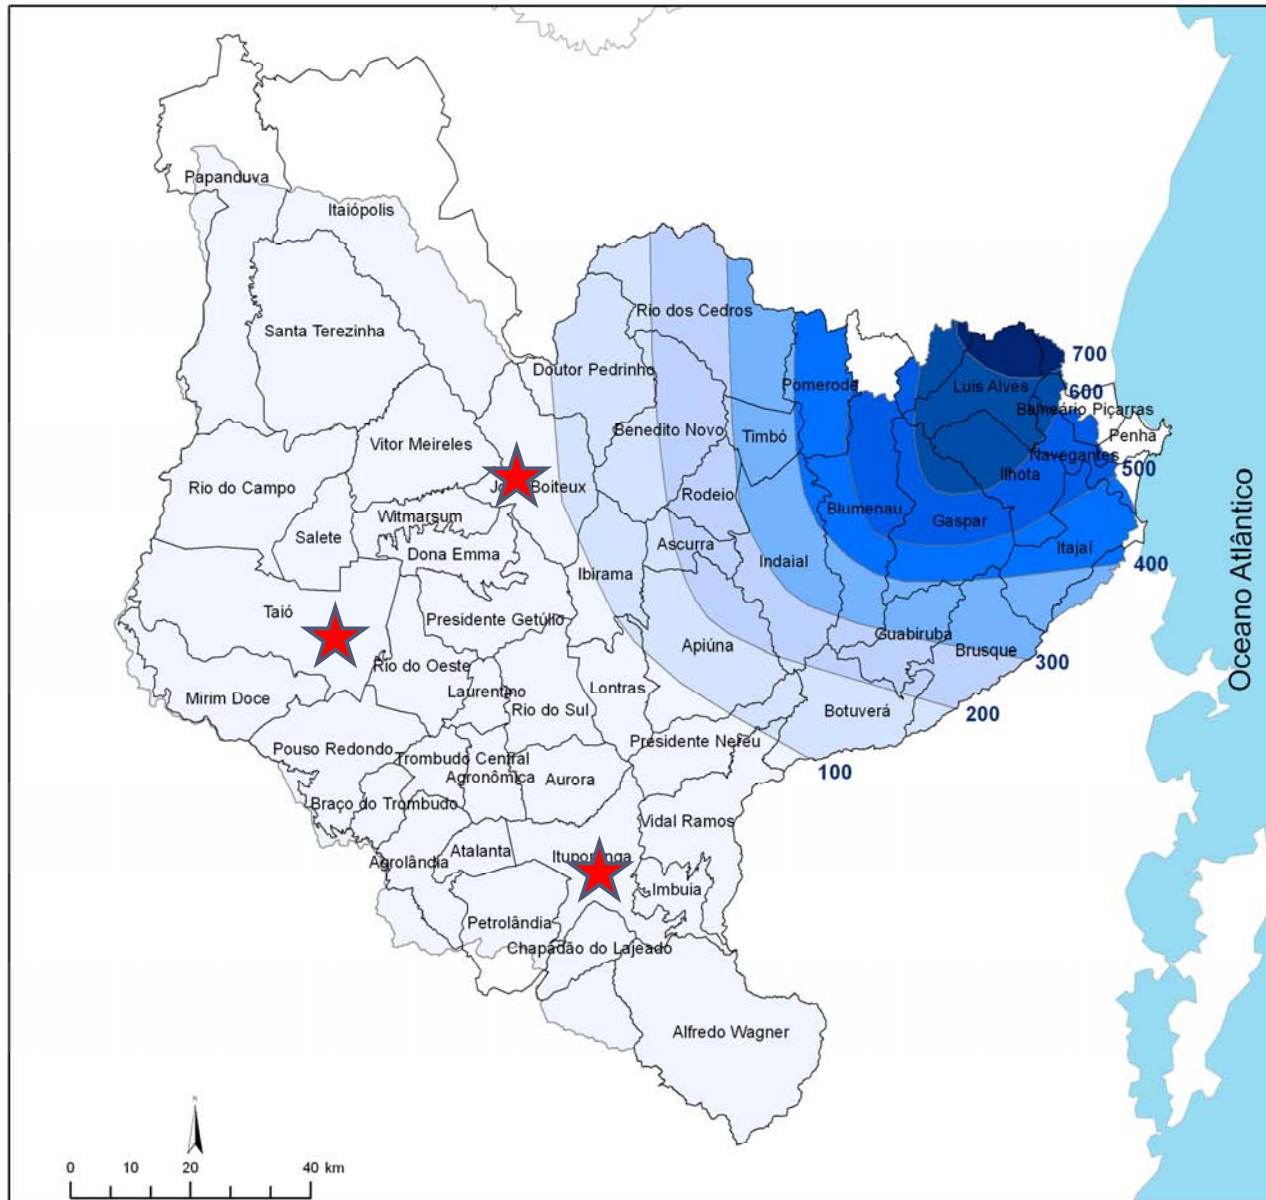 Papanduva
Itaiópolis
Rio dos Cedros
Santa Terezinha
700
Doutor Pedrinho
Pomerode
Luis Alves
600
Balneário Piçarras
Benedito Novo
Timbó
Penha
Vitor Meireles
Navegantes
500
Ilhota
Rio do Campo
José Boiteux
Rodeio
Blumenau
Gaspar
Witmarsum
Salete
Ascurra
Itajaí
Dona Emma
Indaial
400
Ibirama
Taió
Presidente Getúlio
Guabiruba
Apiúna
Brusque
300
Rio do Oeste
Laurentino
Lontras
Mirim Doce
Rio do Sul
Botuverá
200
Pouso Redondo
Presidente Nereu
Trombudo Central
100
Agronômica
Aurora
Braço do Trombudo
Vidal Ramos
Atalanta
Ituporanga
Agrolândia
Imbuia
Petrolândia
Chapadão do Lajeado
Alfredo Wagner
Oceano Atlântico
N
0 10 20 40 km